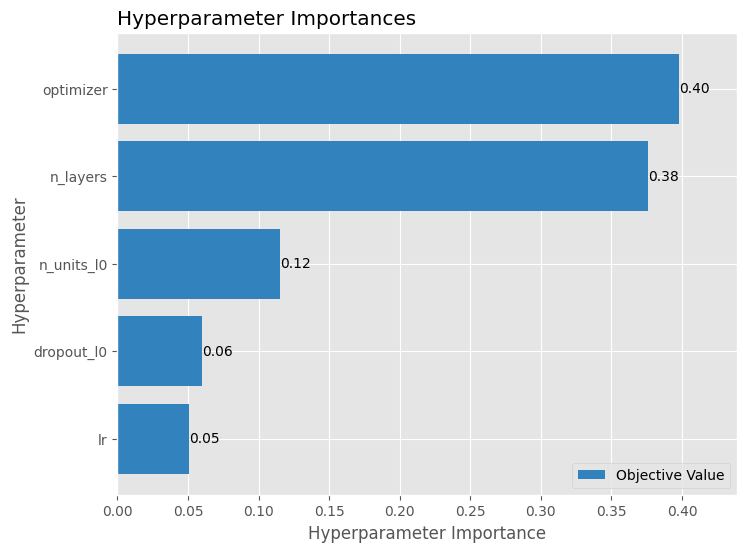 Hyperparameter Importances
Hyperparameter
optimizer
0.40
n_layers
0.38
n_units_l0
0.12
dropout_l0
0.06
lr
0.05
Objective Value
0.00 0.05 0.10 0.15 0.20 0.25 0.30 0.35 0.40
Hyperparameter Importance